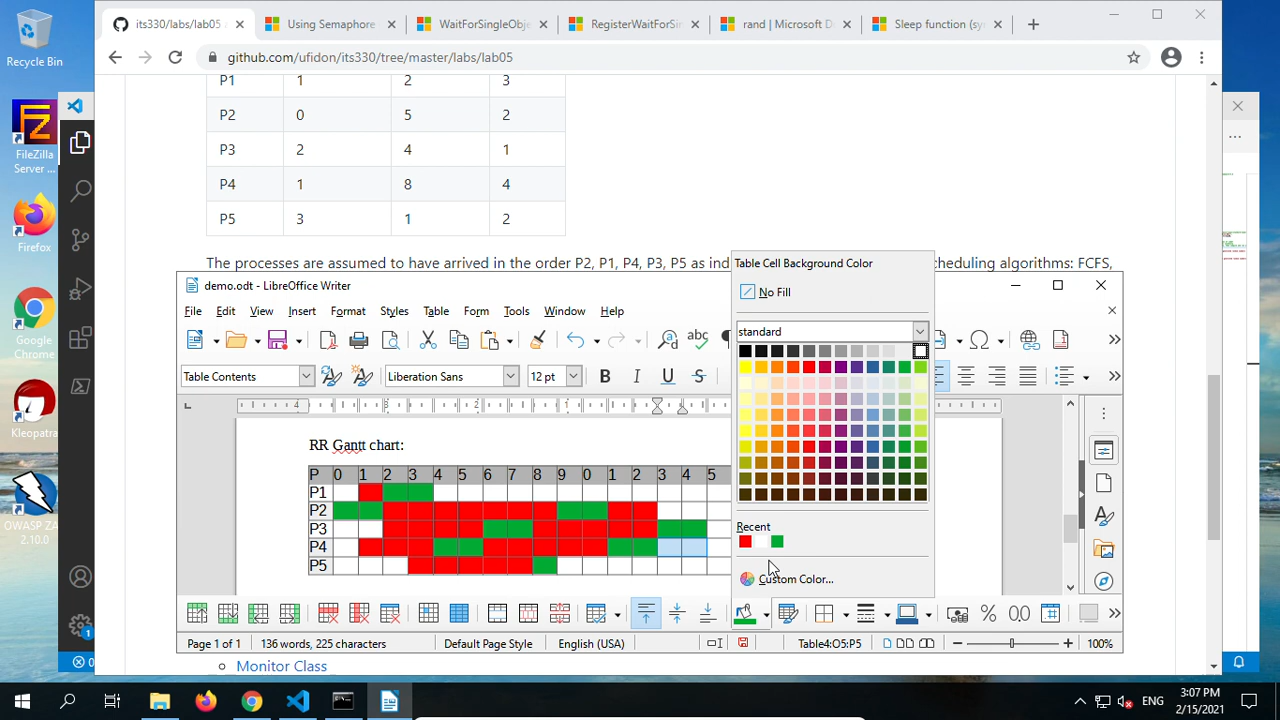 Recycle Bin
FileZilla
Server ...
Firefox
Google
Chrome
Kleopatra
OWASP ZA...
2.10.0
its330/labs/lab05
Using Semaphore
WaitForSingleObje
RegisterWaitForSin
rand | Microsoft D
Sleep function (syn
github.com/ufidon/its330/tree/master/labs/lab05
P1 1 2 3
P2 0 5 2
P3 2 4 1
P4 1 8 4
P5 3 1 2
The processes are assumed to have arrived in the order P2, P1, P4, P3, P5 as ind
cheduling algorithms: FCFS,
demo.odt - LibreOffice Writer
File Edit View Insert Format Styles Table Form Tools Window Help
Table Contents
Liberation Sans
12 pt
B I U S
RR Gantt chart:
P 0 1 2 3 4 5 6 7 8 9 0 1 2 3 4 5
P1
P2
P3
P4
P5
Table Cell Background Color
No Fill
standard
Recent
Custom Color...
Page 1 of 1
136 words, 225 characters
Default Page Style
English (USA)
Table4:O5:P5
100%
Monitor Class
0
1
ENG
3:07 PM
2/15/2021